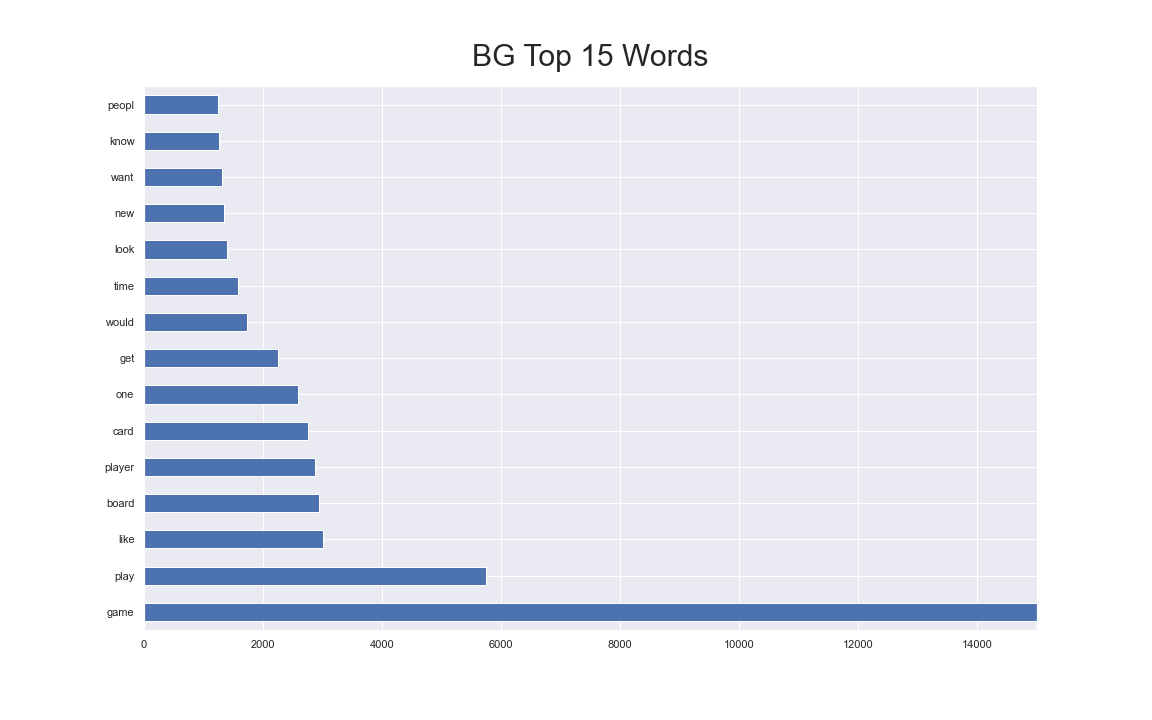 BG Top 15 Words
peopl
know
want
new
look
time
would
get
one
card
player
board
like
play
game
0 2000 4000 6000 8000 10000 12000 14000